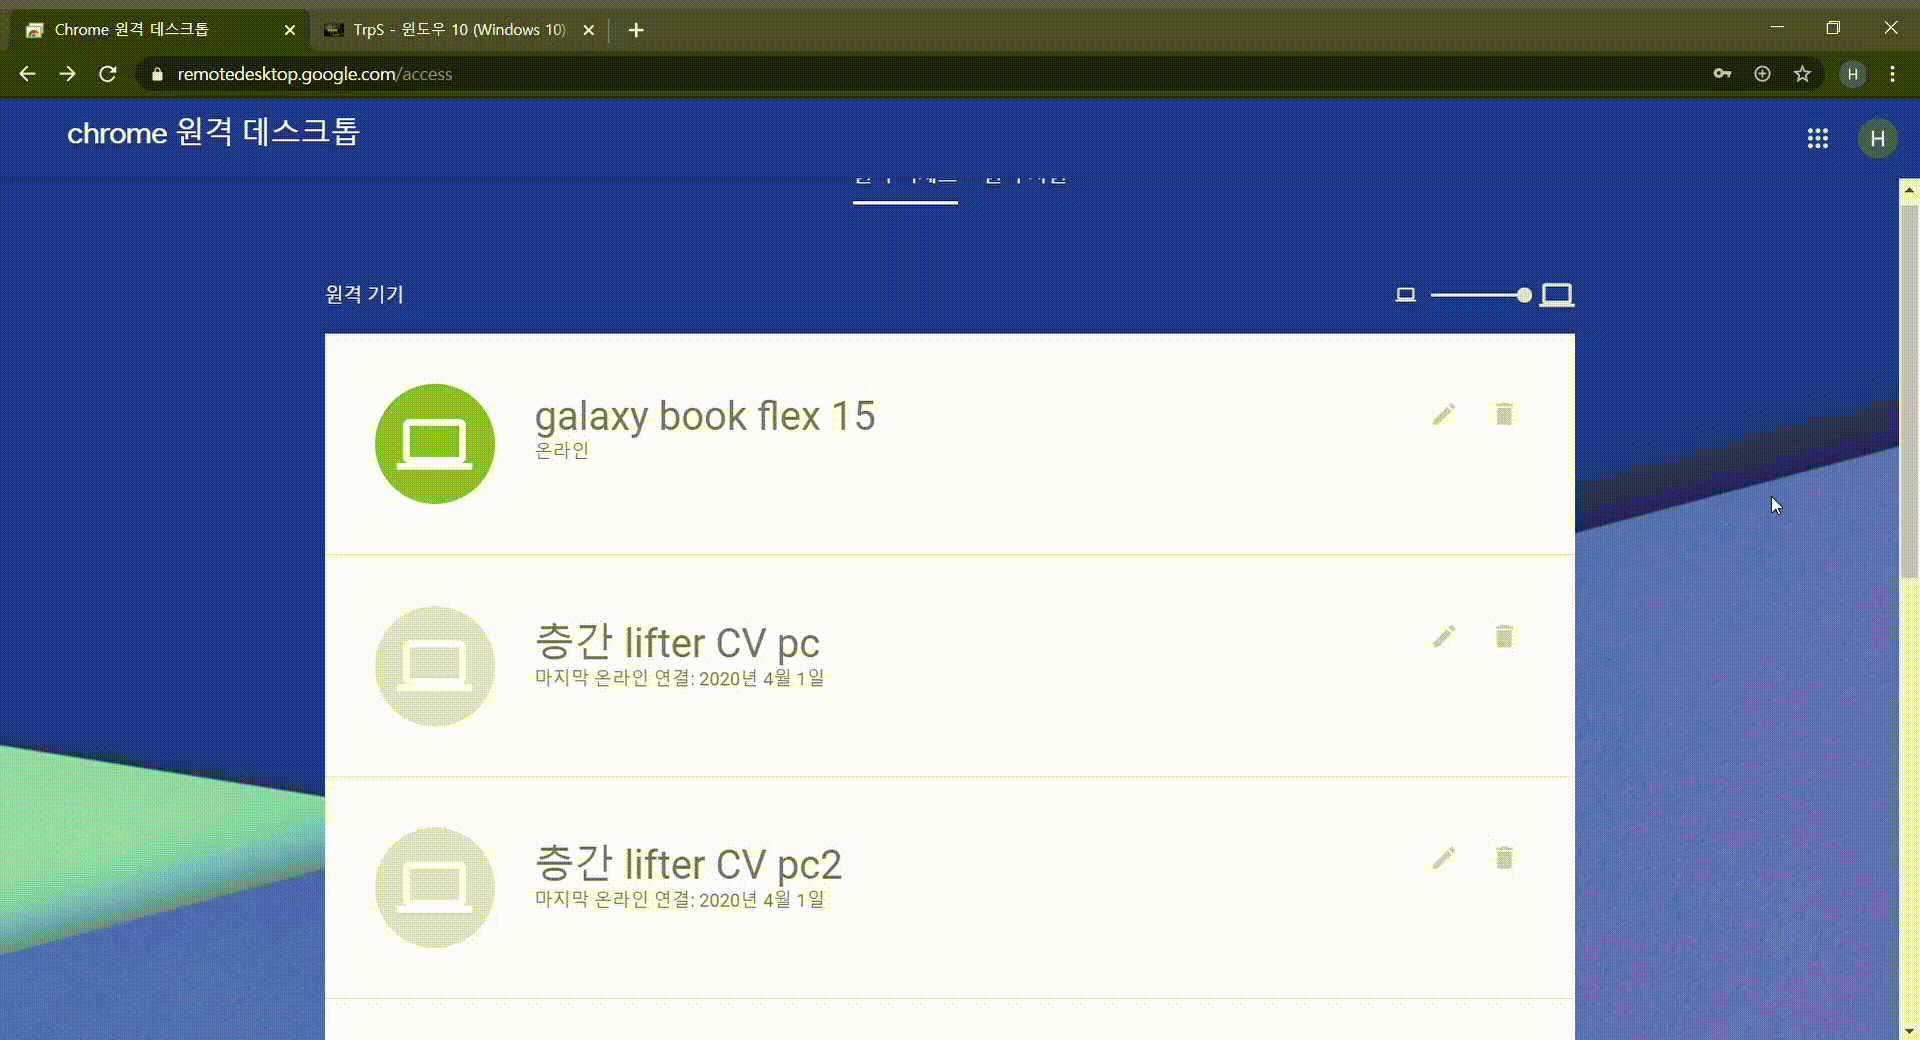 Chrome 원격 데스크톱
TrpS - 윈도우 10 (Windows 10)
remotedesktop.google.com/access
H
chrome 원격 데스크톱
H
원격 기기
galaxy book flex 15
온라인
층간 lifter CV pc
마지막 온라인 연결: 2020년 4월 1일
층간 lifter CV pc2
마지막 온라인 연결: 2020년 4월 1일